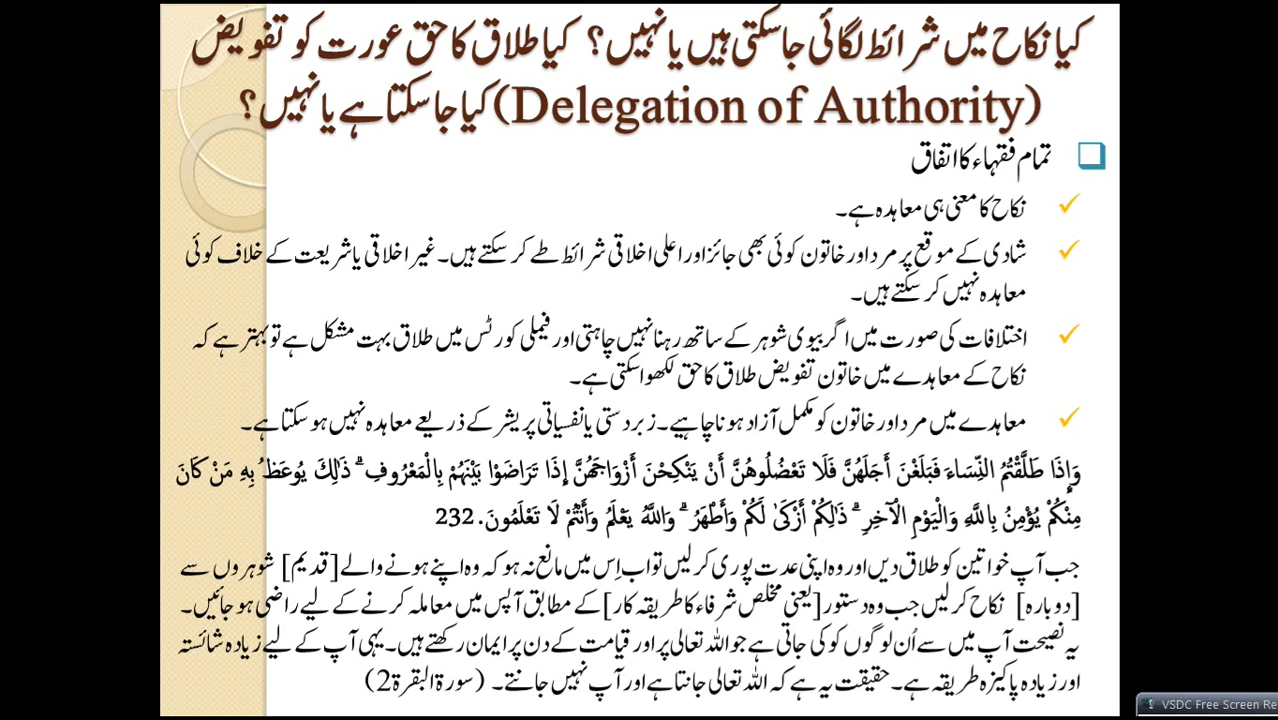 کیا نکاح میں شرائط لگائی جا سکتی ہیں یا نہیں؟ کیا طلاق کا حق عورت کو تفویض
(Delegation of Authority) کیا جا سکتا ہے یا نہیں؟
تمام فقہاء کا اتفاق
نکاح کا معنی ہی معاہدہ ہے۔
شادی کے موقع پر مرد اور خاتون کوئی بھی جائز اور اعلی اخلاقی شرائط طے کر سکتے ہیں۔ غیر اخلاقی یا شریعت کے خلاف کوئی
معاہدہ نہیں کر سکتے ہیں۔
اختلافات کی صورت میں اگر بیوی شوہر کے ساتھ رہنا نہیں چاہتی اور فیملی کورٹس میں طلاق بہت مشکل ہے تو بہتر ہے کہ
نکاح کے معاہدے میں خاتون تفویض طلاق کا حق لکھوا سکتی ہے۔
معاہدے میں مرد اور خاتون کو مکمل آزاد ہونا چاہیے۔ زبردستی یا نفسیاتی پریشر کے ذریعے معاہدہ نہیں ہو سکتا ہے۔
وَإِذَا طَلَّقْتُمُ النِّسَاءَ فَبَلَغْنَ أَجَلَهُنَّ فَلَا تَعْضُلُوهُنَّ أَنْ يَنْكِحْنَ أَزْوَاجَهُنَّ إِذَا تَرَاضَوْا بَيْنَهُمْ بِالْمَعْرُوفِ ۗ ذَٰلِكَ يُوعَظُ بِهِ مَنْ كَانَ
مِنْكُمْ يُؤْمِنُ بِاللَّهِ وَالْيَوْمِ الْآخِرِ ۗ ذَٰلِكُمْ أَزْكَىٰ لَكُمْ وَأَطْهَرُ ۗ وَاللَّهُ يَعْلَمُ وَأَنْتُمْ لَا تَعْلَمُونَ. 232
جب آپ خواتین کو طلاق دیں اور وہ اپنی عدت پوری کر لیں تو اب اِس میں مانع نہ ہو کہ وہ اپنے ہونے والے [قدیم] شوہروں سے
[دوبارہ] نکاح کر لیں جب وہ دستور [یعنی مخلص شرفاء کا طریقہ کار] کے مطابق آپس میں معاملہ کرنے کے لیے راضی ہو جائیں۔
یہ نصیحت آپ میں سے اُن لوگوں کو کی جاتی ہے جو اللہ تعالی پر اور قیامت کے دن پر ایمان رکھتے ہیں۔ یہی آپ کے لیے زیادہ شائستہ
اور زیادہ پاکیزہ طریقہ ہے۔ حقیقت یہ ہے کہ اللہ تعالی جانتا ہے اور آپ نہیں جانتے۔ (سورۃ البقرۃ 2)
VSDC Free Screen Re